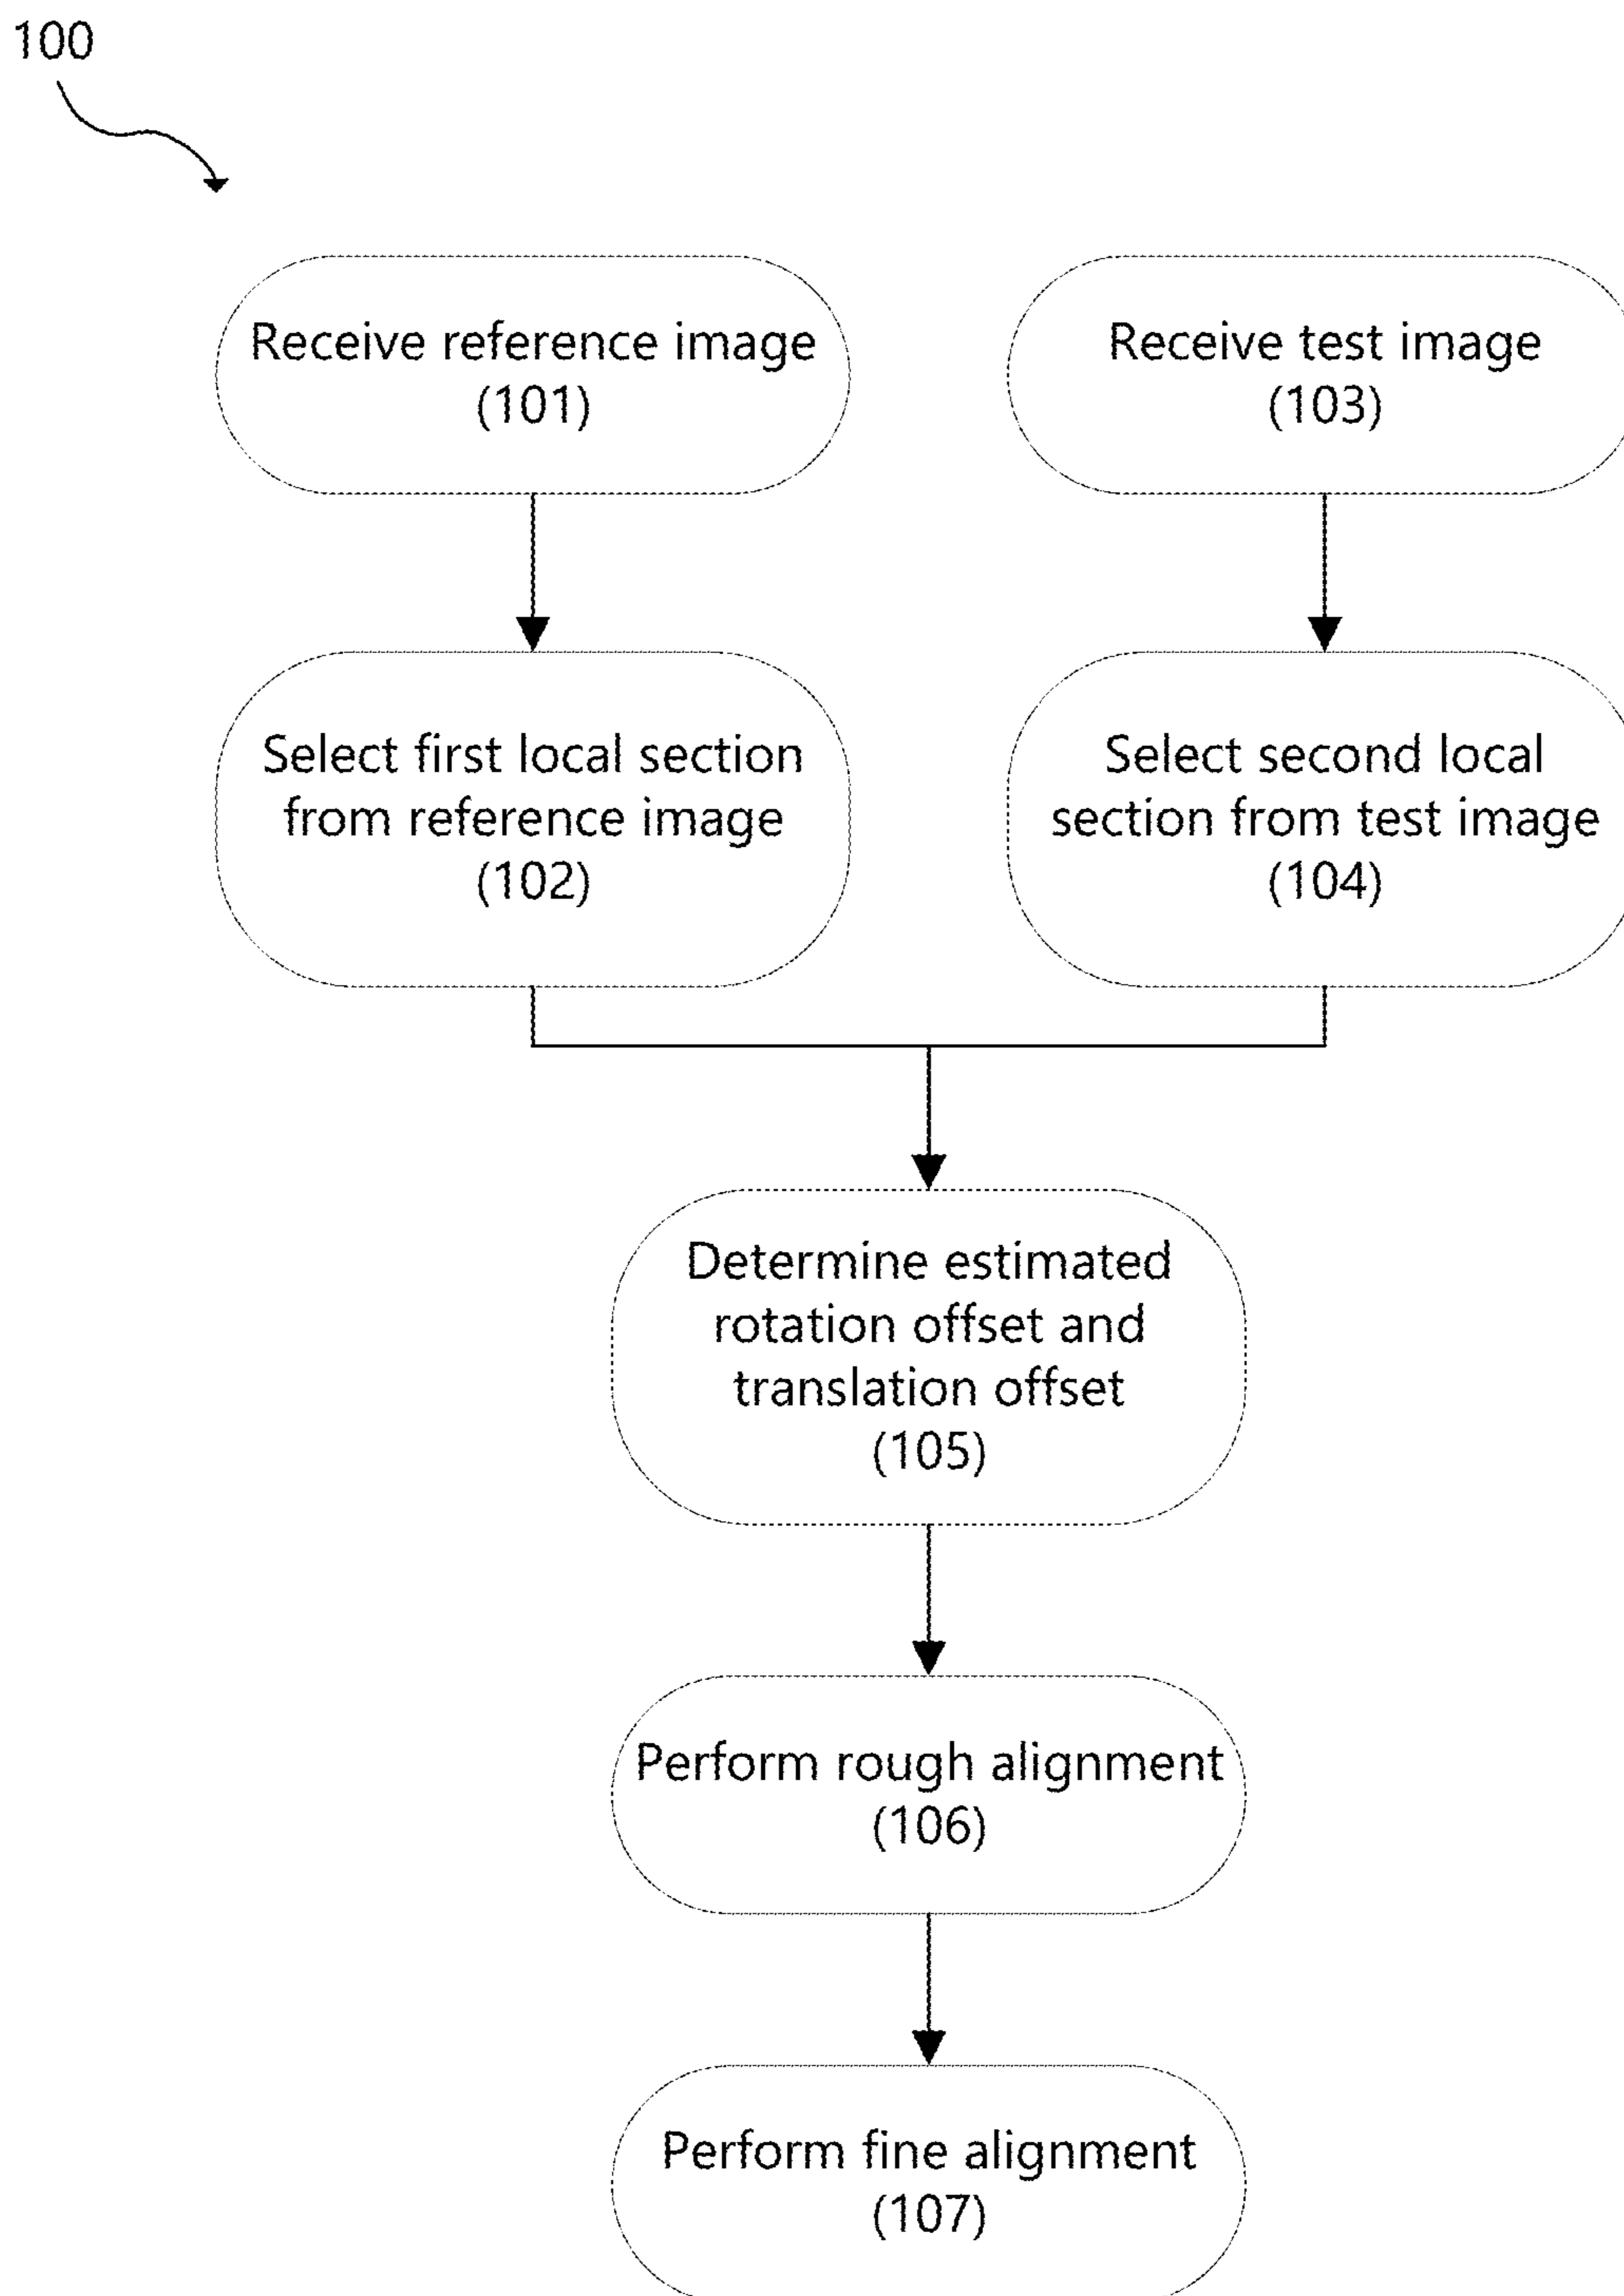 100
Receive reference image
(101)
Receive test image
(103)
Select first local section
from reference image
(102)
Select second local
section from test image
(104)
Determine estimated
rotation offset and
translation offset
(105)
Perform rough alignment
(106)
Perform fine alignment
(107)